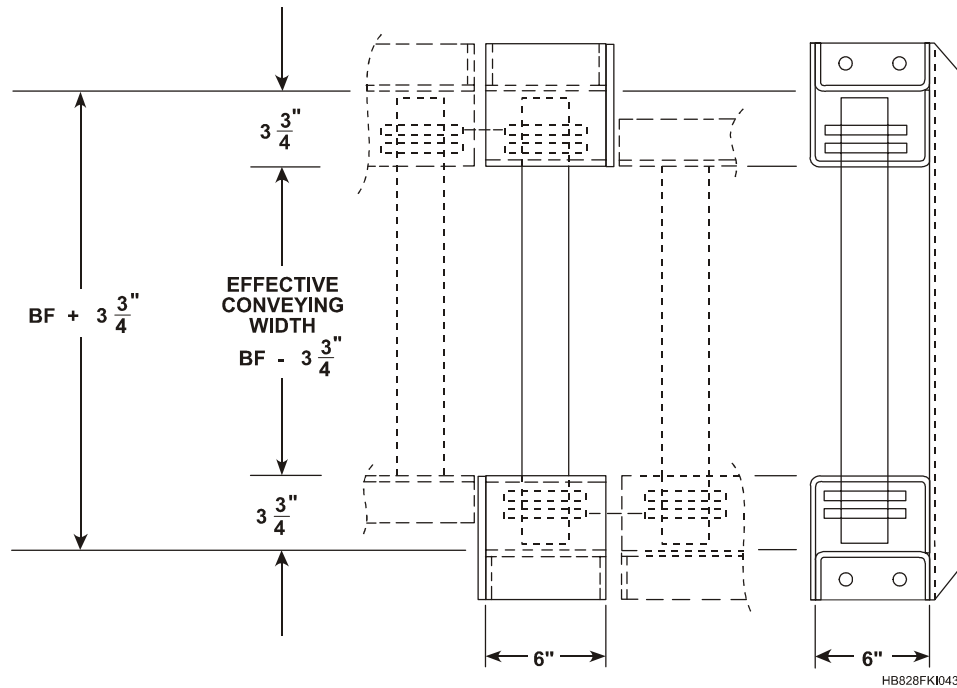 3 3/4"
BF + 3 3/4"
EFFECTIVE
CONVEYING
WIDTH
BF - 3 3/4"
3 3/4"
6"
6"
HB828FKI043